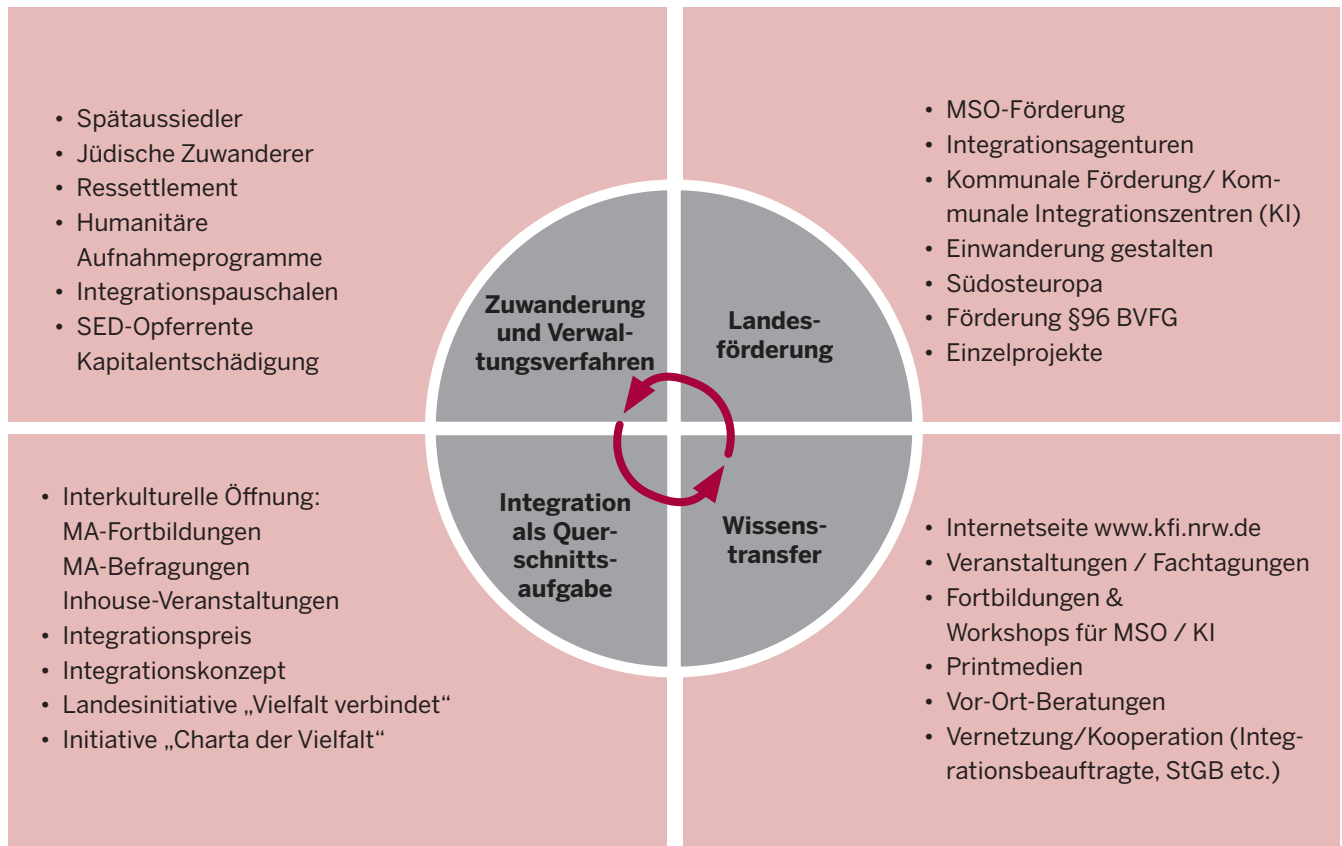 • Spätaussiedler
• Jüdische Zuwanderer
• Ressettlement
• Humanitäre
Aufnahmeprogramme
• Integrationspauschalen
• SED-Opferrente
Kapitalentschädigung
Zuwanderung
und Verwal-
tungsverfahren
• MSO-Förderung
• Integrationsagenturen
• Kommunale Förderung/ Kom-
munale Integrationszentren (KI)
• Einwanderung gestalten
• Südosteuropa
• Förderung §96 BVFG
• Einzelprojekte
Landes-
förderung
• Interkulturelle Öffnung:
MA-Fortbildungen
MA-Befragungen
Inhouse-Veranstaltungen
• Integrationspreis
• Integrationskonzept
• Landesinitiative „Vielfalt verbindet“
• Initiative „Charta der Vielfalt“
Integration
als Quer-
schnitts-
aufgabe
Wissens-
transfer
• Internetseite www.kfi.nrw.de
• Veranstaltungen / Fachtagungen
• Fortbildungen &
Workshops für MSO / KI
• Printmedien
• Vor-Ort-Beratungen
• Vernetzung/Kooperation (Integ-
rationsbeauftragte, StGB etc.)